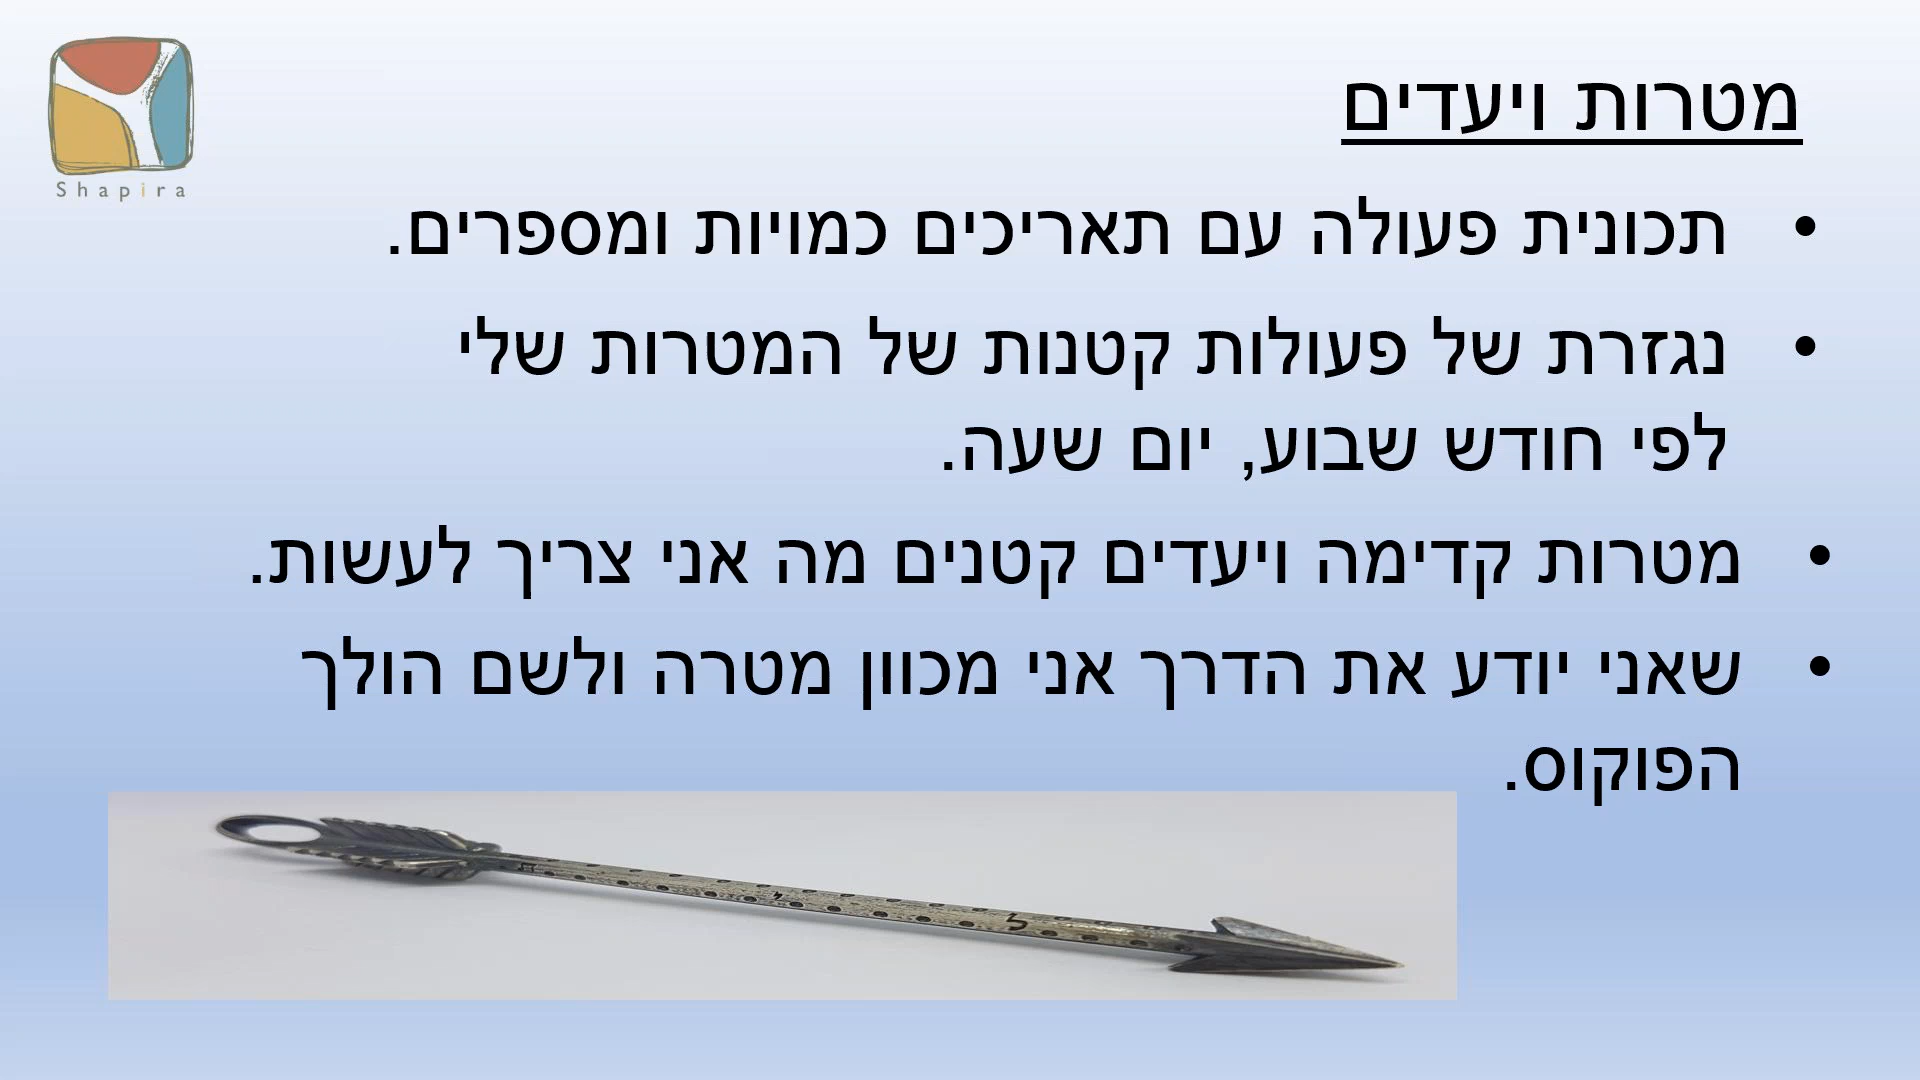 Shapira
מטרות ויעדים
• תכונית פעולה עם תאריכים כמויות ומספרים.
• נגזרת של פעולות קטנות של המטרות שלי
לפי חודש שבוע, יום שעה.
• מטרות קדימה ויעדים קטנים מה אני צריך לעשות.
• שאני יודע את הדרך אני מכוון מטרה ולשם הולך
הפוקוס.